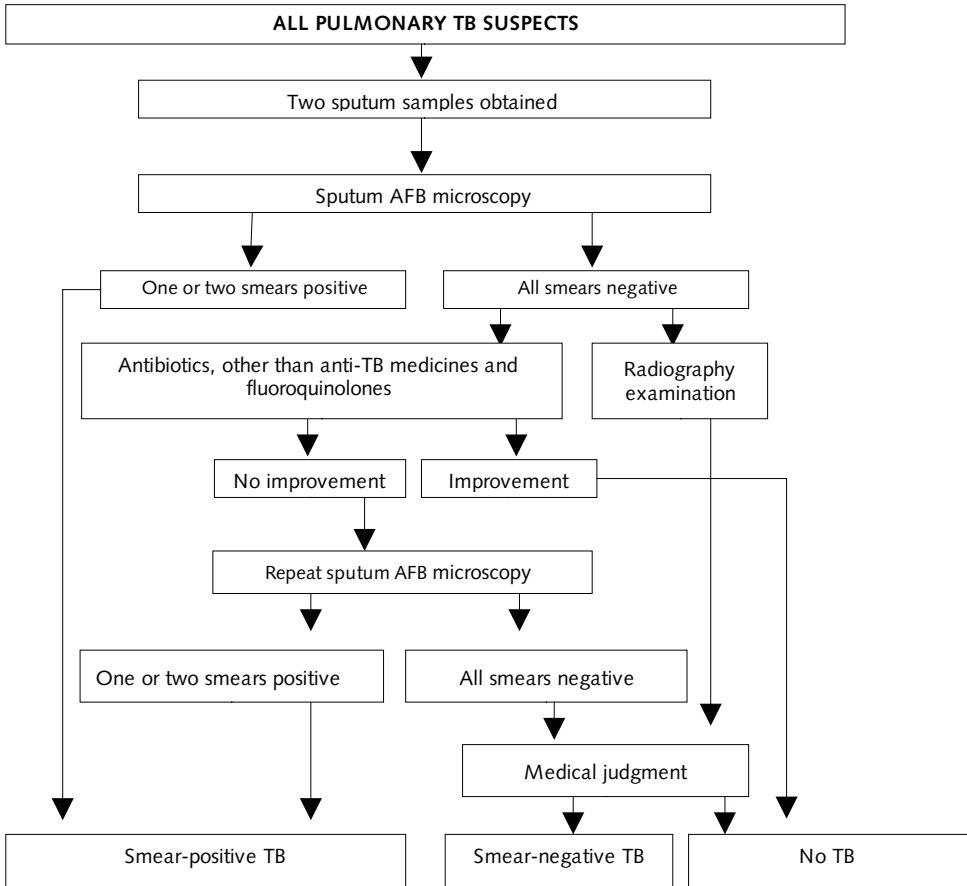 ALL PULMONARY TB SUSPECTS
Two sputum samples obtained
Sputum AFB microscopy
One or two smears positive
All smears negative
Antibiotics, other than anti-TB medicines and
fluoroquinolones
Radiography
examination
No improvement
Improvement
Repeat sputum AFB microscopy
One or two smears positive
All smears negative
Medical judgment
Smear-positive TB
Smear-negative TB
No TB